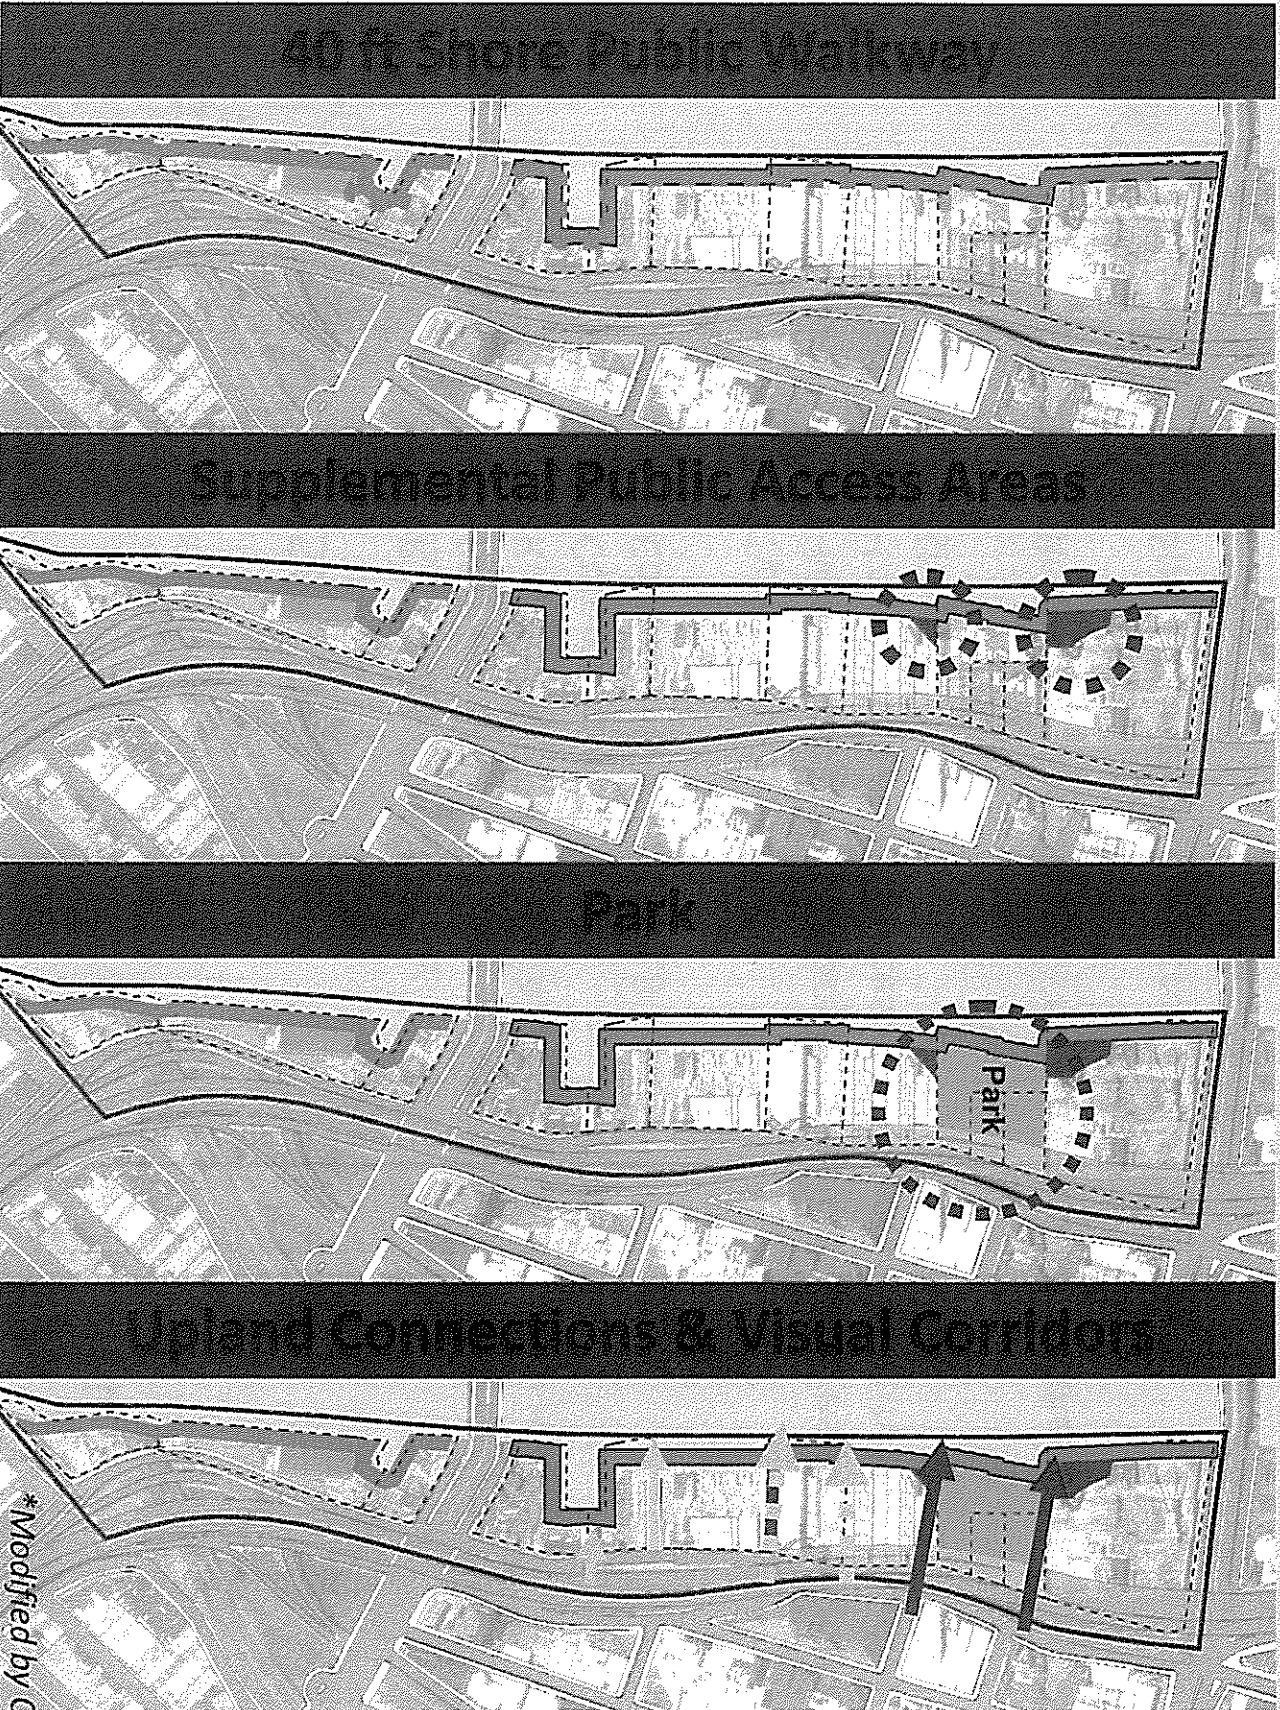 40 ft Shore Public Walkway
Supplemental Public Access Areas
Park
Park
Upland Connections & Visual Corridors
*Modified by